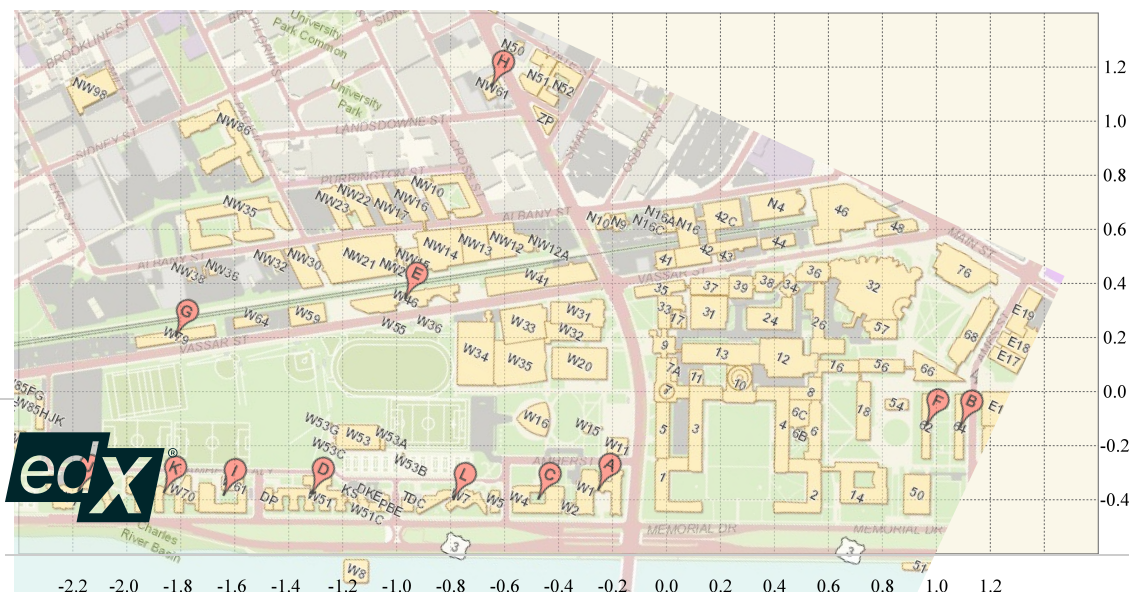 BROOKLINE ST
University
Park Common
SIDNEY ST
N50
H
N51
N52
NW61
1.2
NW98
University
Park
ZP
1.0
NW86
LANDSDOWNE ST
SIDNEY ST
OSBORN ST
CROSS ST
PURRINGTON ST
NW10
0.8
NW22
NW16
NW23
NW17
NW35
ALBANY ST
N10
N9
N16A
N16
N16C
42C
N4
46
48
0.6
MAIN ST
ALBANY ST
NW38
NW32
NW30
NW21
NW14
NW13
NW12
NW12A
41
42
43
44
E
W41
VASSAR ST
76
36
0.4
W46
35
37
39
38
34
32
G
W79
W64
W59
W55
W36
W33
W31
W32
33
17
31
24
26
57
E19
68
VASSAR ST
W34
W35
W20
9
13
12
0.2
E18
E17
7A
11
10
16
56
66
7
8
0.0
W85HJK
W16
W15
W11
W53G
W53
W53A
W53C
W53B
5
3
4
6C
6B
6
18
54
F
B
62
E1
-0.2
AMHERST
edX®
K
I
D
L
C
A
W70
DP
W51
KS
DKE
PBE
TDC
W51C
W7
W5
W4
W2
W1
1
2
14
50
-0.4
MEMORIAL DR
MEMORIAL DR
Charles
River Basin
3
3
W8
51
-2.2 -2.0 -1.8 -1.6 -1.4 -1.2 -1.0 -0.8 -0.6 -0.4 -0.2 0.0 0.2 0.4 0.6 0.8 1.0 1.2